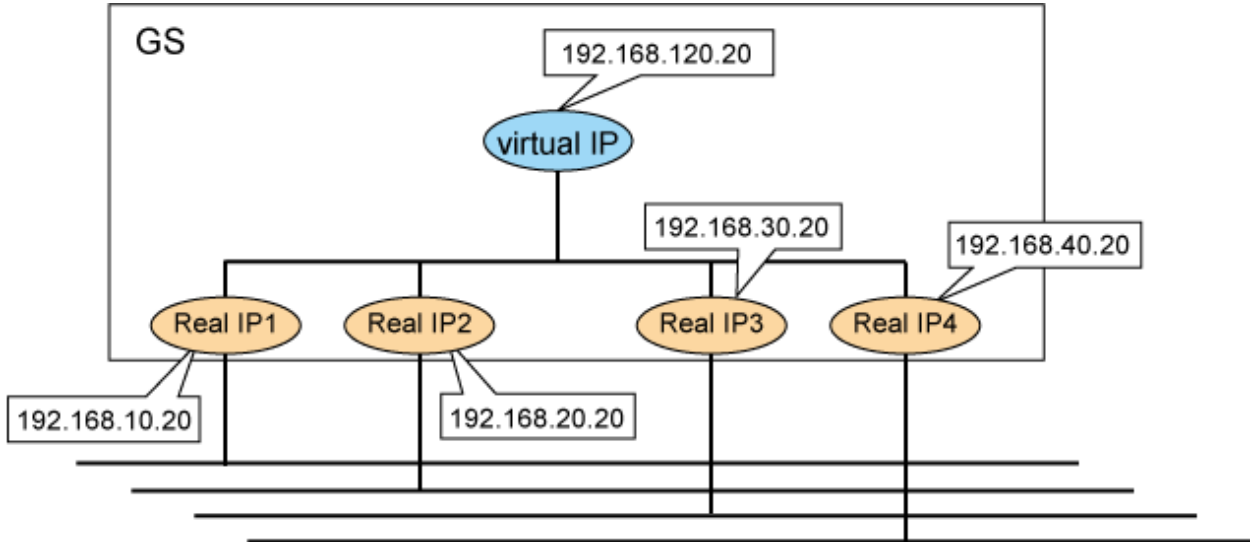 GS
192.168.120.20
virtual IP
192.168.30.20
192.168.40.20
Real IP1
Real IP2
Real IP3
Real IP4
192.168.10.20
192.168.20.20